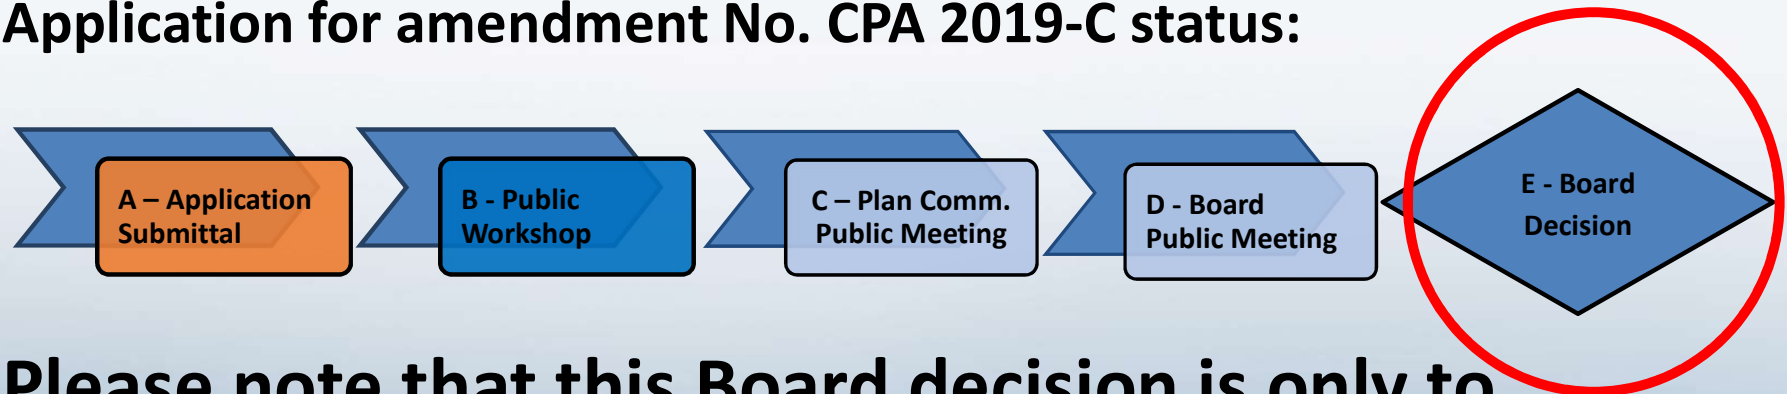 Application for amendment No. CPA 2019-C status:
A – Application
Submittal
B - Public
Workshop
C – Plan Comm.
Public Meeting
D - Board
Public Meeting
E - Board
Decision
Please note that this Board decision is only to